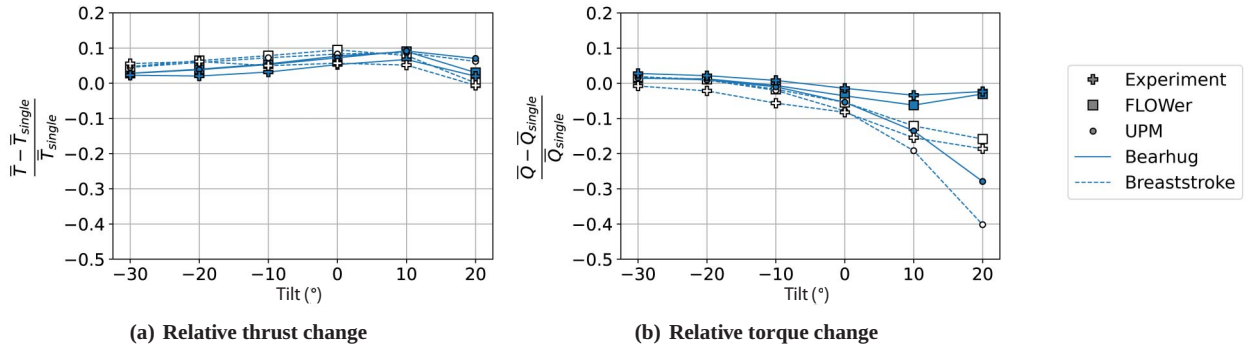 0.2
0.1
0.0
−0.1
−0.2
−0.3
−0.4
−0.5
T̿ − T̿single
T̿single
−30 −20 −10 0 10 20
Tilt (°)
(a) Relative thrust change
0.2
0.1
0.0
−0.1
−0.2
−0.3
−0.4
−0.5
Q̿ − Q̿single
Q̿single
−30 −20 −10 0 10 20
Tilt (°)
(b) Relative torque change
Experiment
FLOWer
UPM
Bearhug
Breaststroke